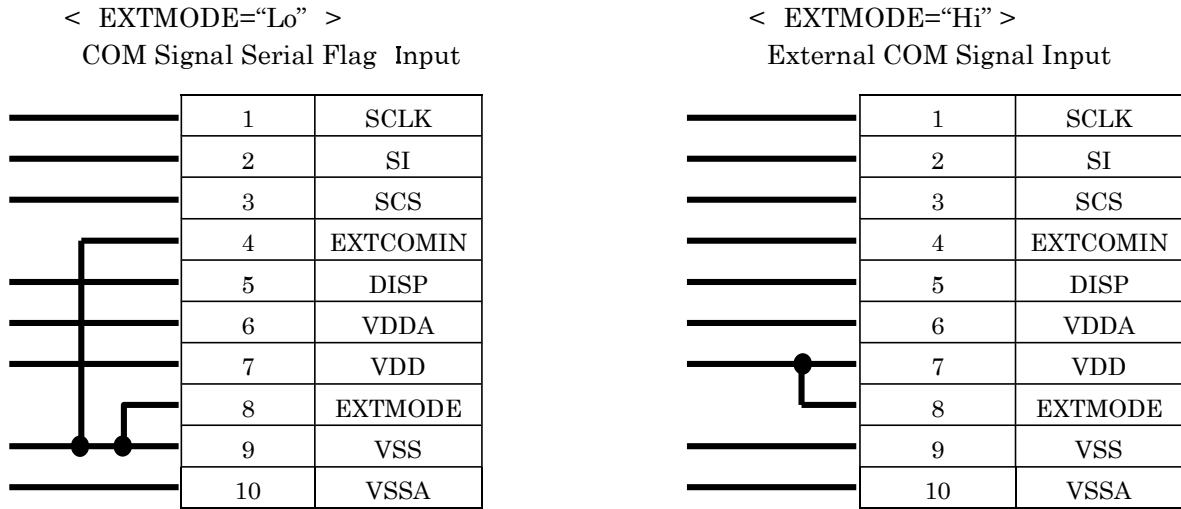 < EXTMODE=“Lo” >
COM Signal Serial Flag Input
1 SCLK
2 SI
3 SCS
4 EXTCOMIN
5 DISP
6 VDDA
7 VDD
8 EXTMODE
9 VSS
10 VSSA
< EXTMODE=“Hi” >
External COM Signal Input
1 SCLK
2 SI
3 SCS
4 EXTCOMIN
5 DISP
6 VDDA
7 VDD
8 EXTMODE
9 VSS
10 VSSA